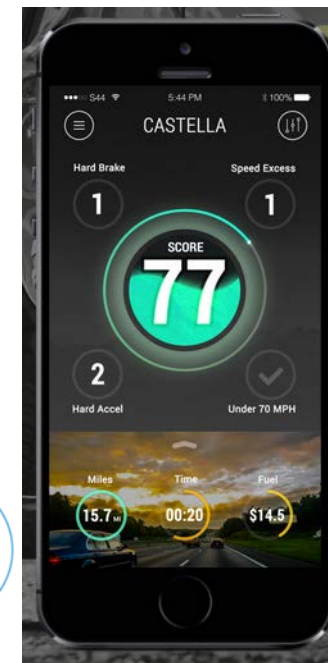 S44 5:44 PM 100%
CASTELLA
Hard Brake Speed Excess
1 1
SCORE
77
2
Hard Accel Under 70 MPH
Miles Time Fuel
15.7 MI 00:20 $14.5